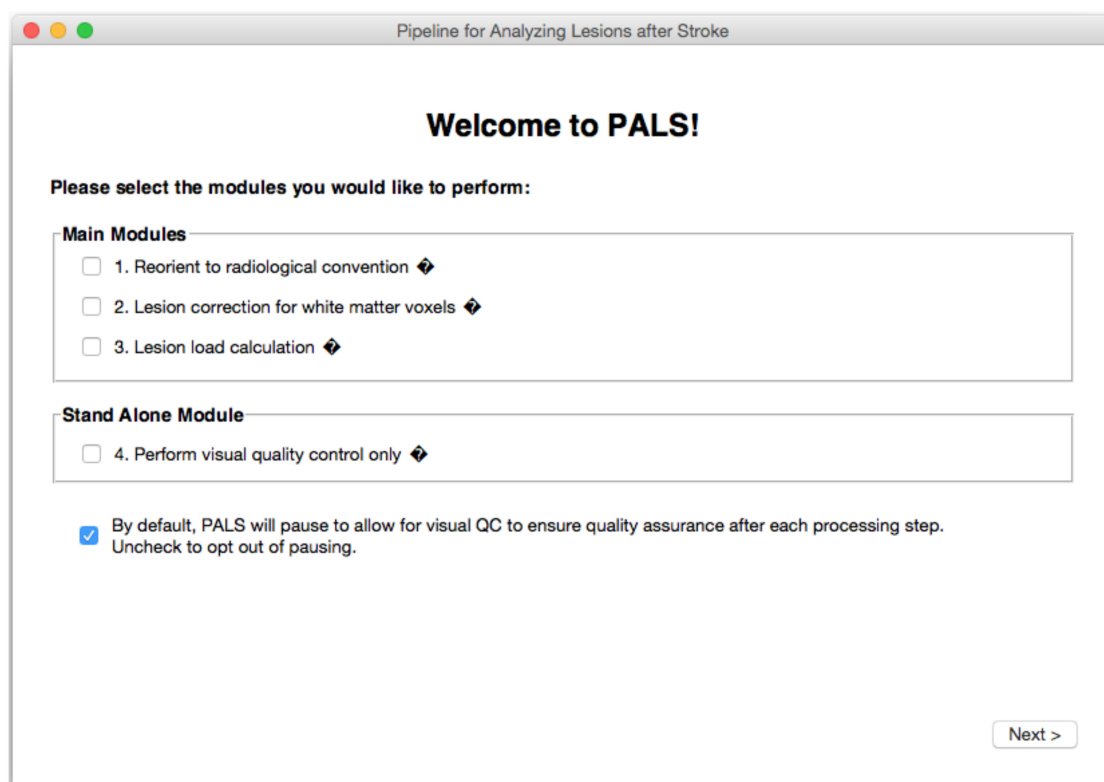 Pipeline for Analyzing Lesions after Stroke
Welcome to PALS!
Please select the modules you would like to perform:
Main Modules
1. Reorient to radiological convention �
2. Lesion correction for white matter voxels �
3. Lesion load calculation �
Stand Alone Module
4. Perform visual quality control only �
By default, PALS will pause to allow for visual QC to ensure quality assurance after each processing step.
Uncheck to opt out of pausing.
Next >